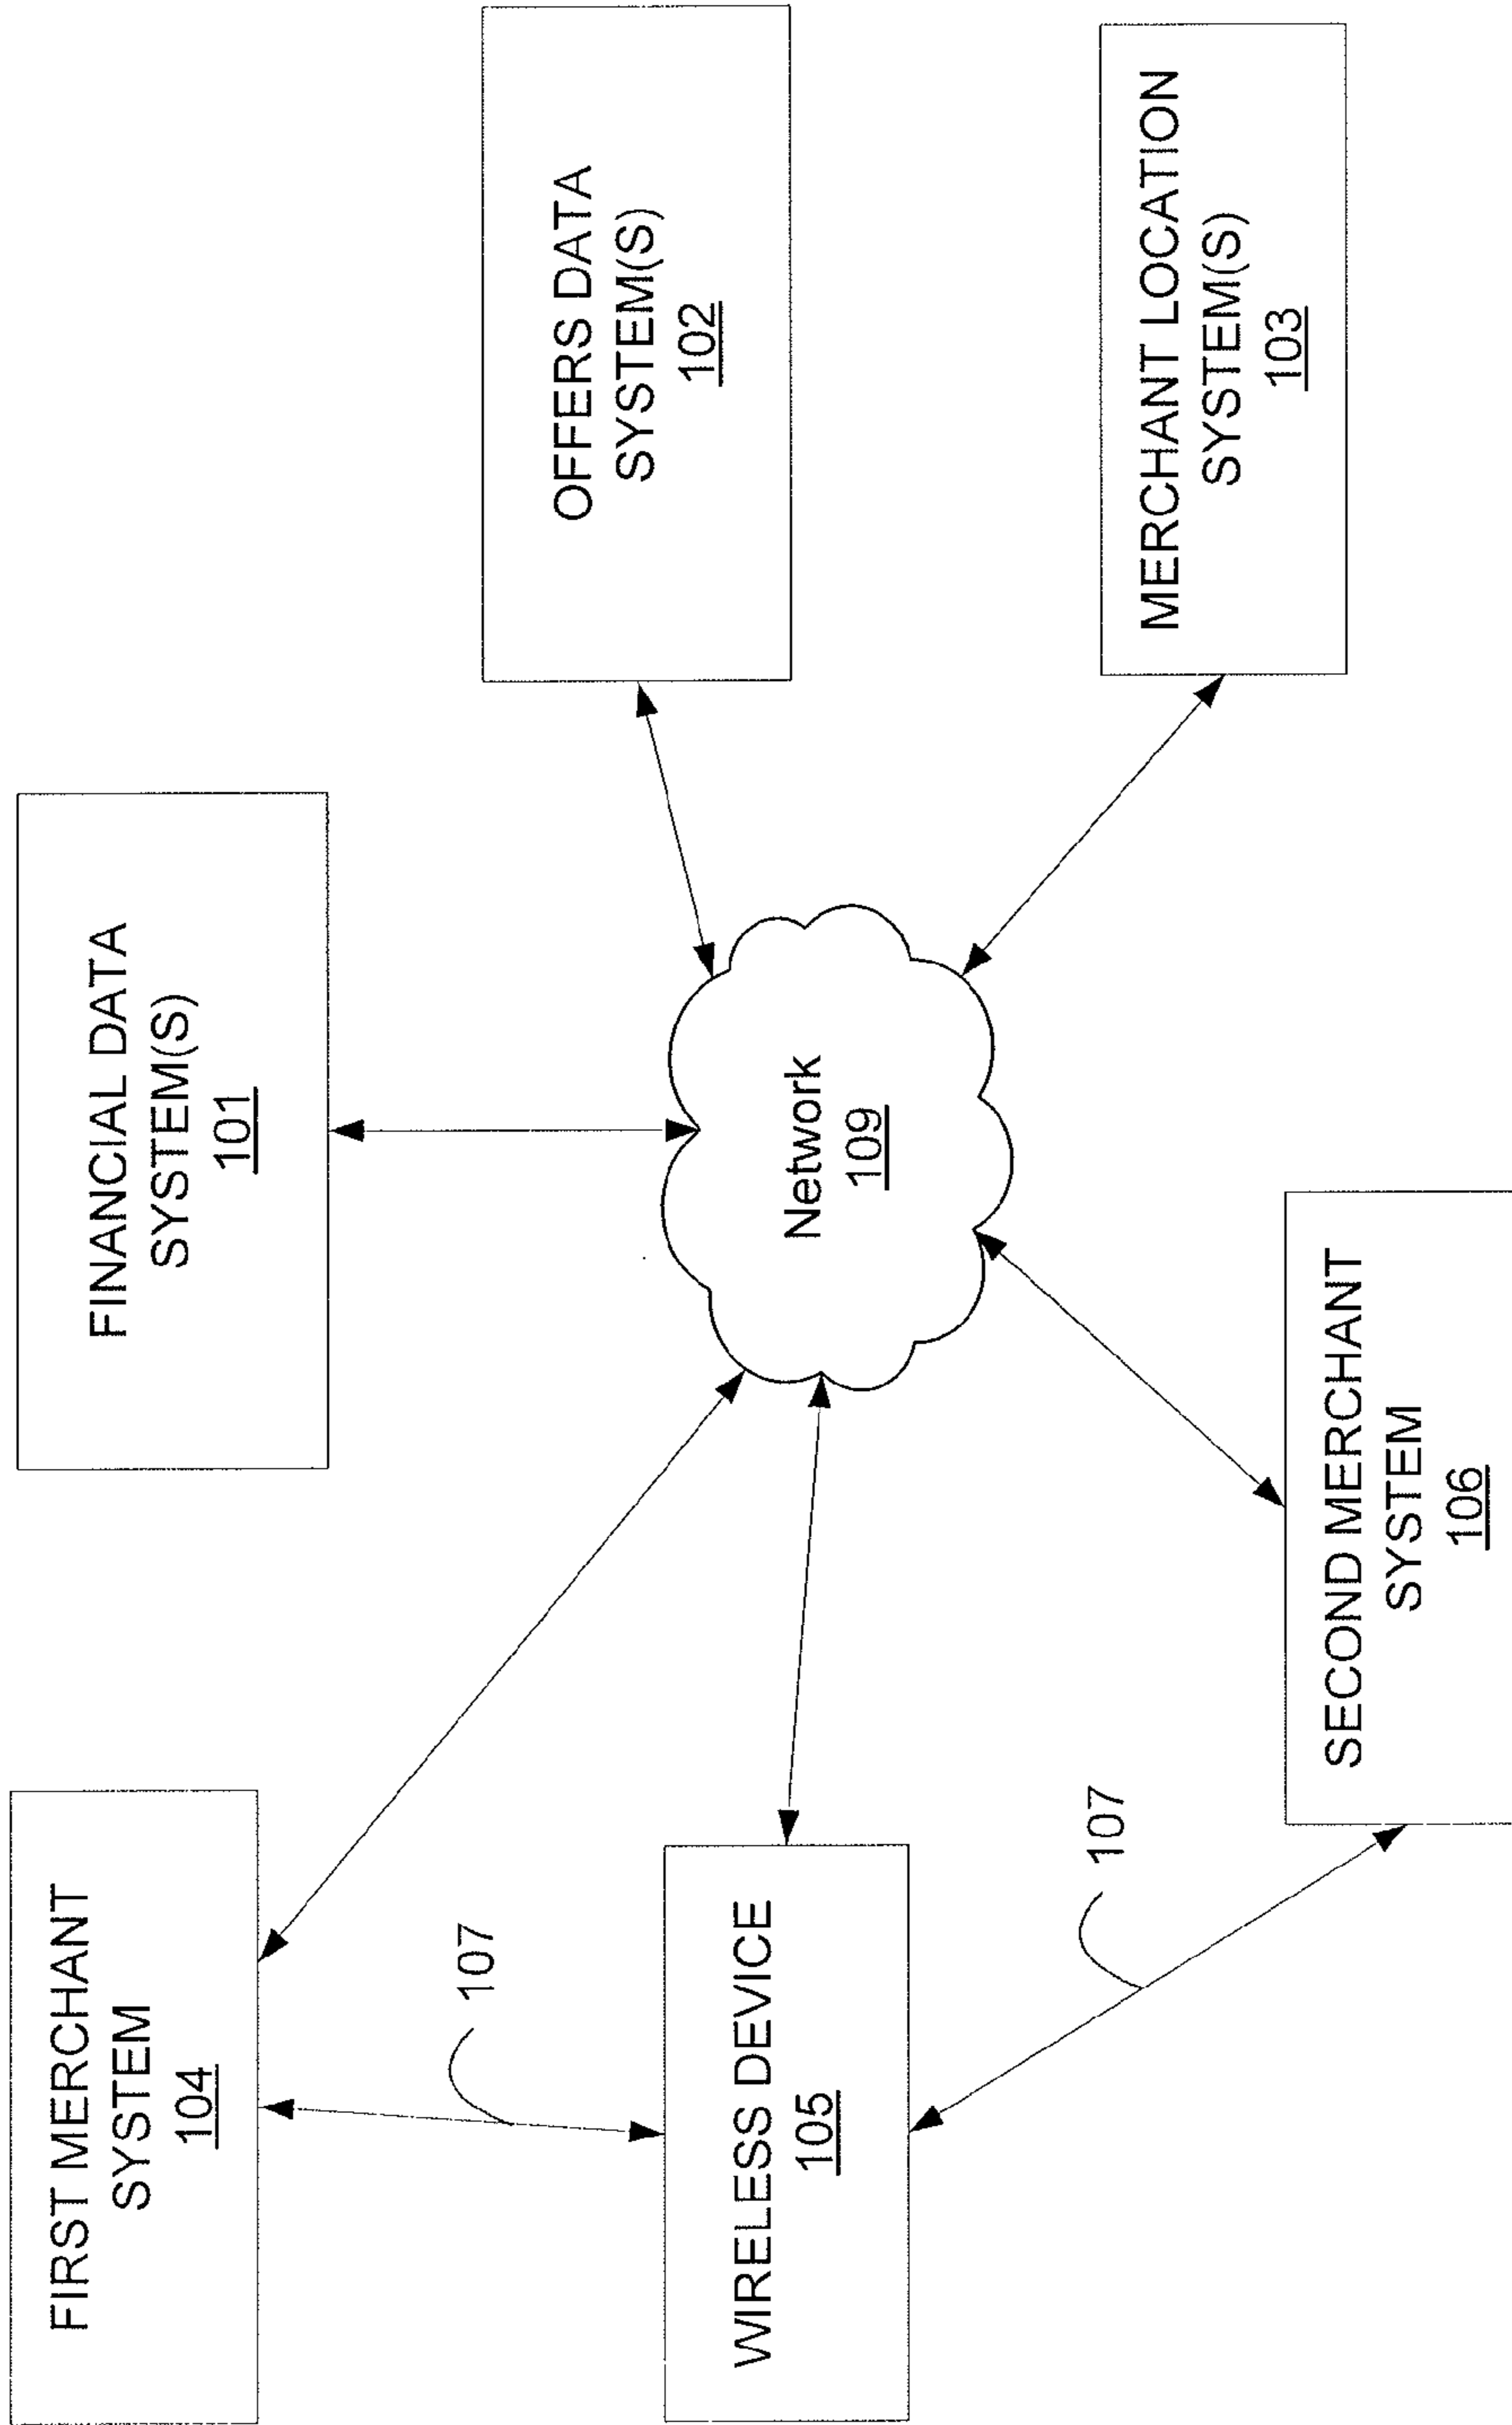 FIRST MERCHANT
SYSTEM
104
FINANCIAL DATA
SYSTEM(S)
101
OFFERS DATA
SYSTEM(S)
102
107
WIRELESS DEVICE
105
Network
109
107
MERCHANT LOCATION
SYSTEM(S)
103
SECOND MERCHANT
SYSTEM
106